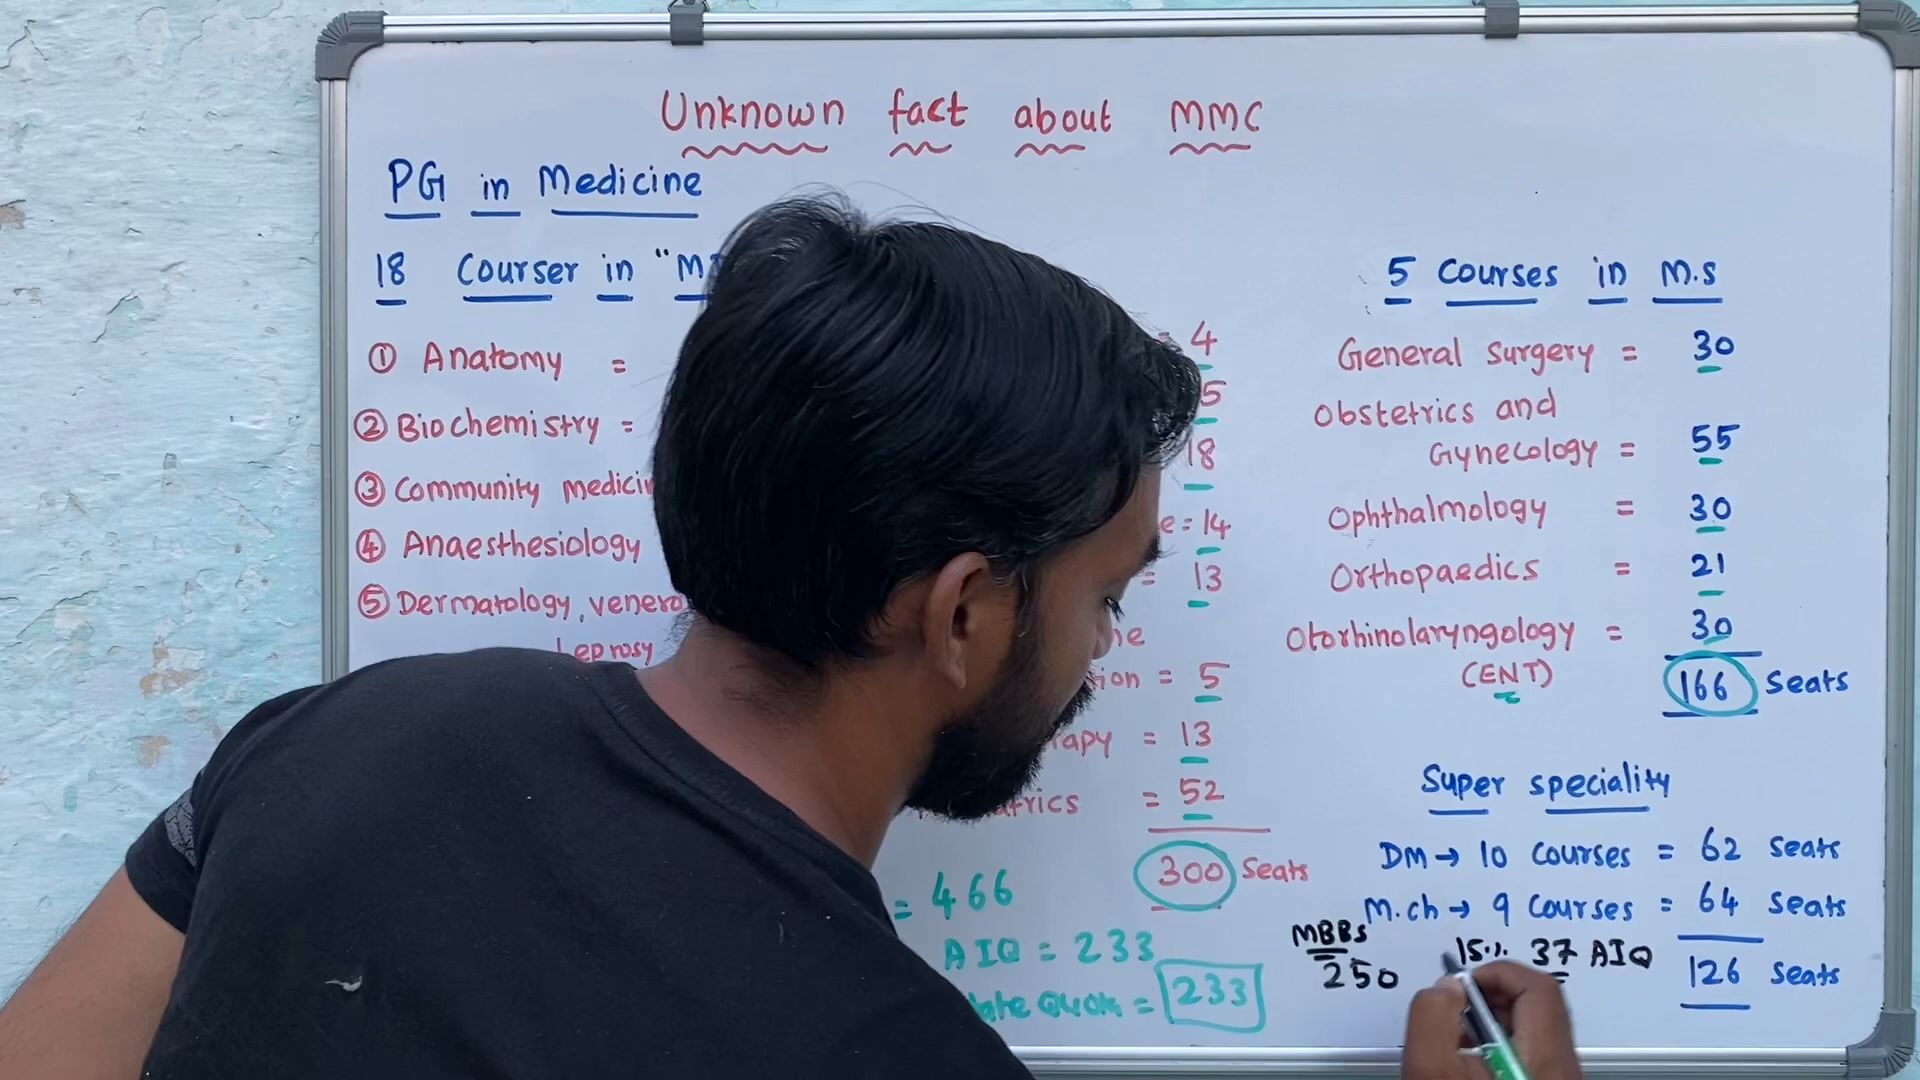 Unknown fact about MMC
PG in Medicine
18 Courser in "M
① Anatomy =
② Biochemistry =
③ Community medicin
④ Anaesthesiology
⑤ Dermatology, venero
Leprosy
= 4
5
18
e = 14
= 13
ne
ion = 5
rapy = 13
atrics = 52
300 Seats
= 466
AIQ = 233
ate Quota = 233
5 Courses in M.S
General Surgery = 30
Obstetrics and
Gynecology = 55
Ophthalmology = 30
Orthopaedics = 21
Otorhinolaryngology = 30
(ENT)
166 Seats
Super speciality
DM → 10 Courses = 62 Seats
M.ch → 9 Courses = 64 Seats
126 Seats
MBBS
250
15% 37 AIQ